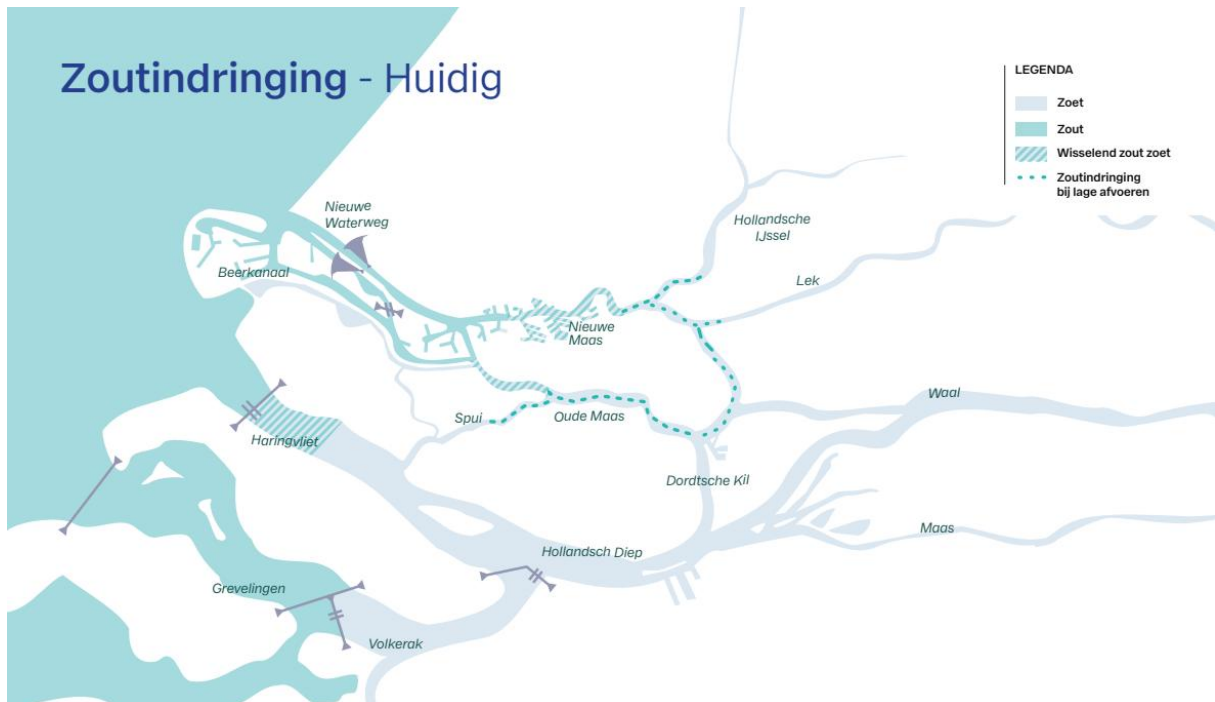 Zoutindringing - Huidig
LEGENDA
Zoet
Zout
Wisselend zout zoet
Zoutindringing
bij lage afvoeren
Nieuwe
Waterweg
Hollandsche
IJssel
Beerkanaal
Lek
Nieuwe
Maas
Waal
Spui
Oude Maas
Haringvliet
Dordtsche Kil
Maas
Hollandsch Diep
Grevelingen
Volkerak